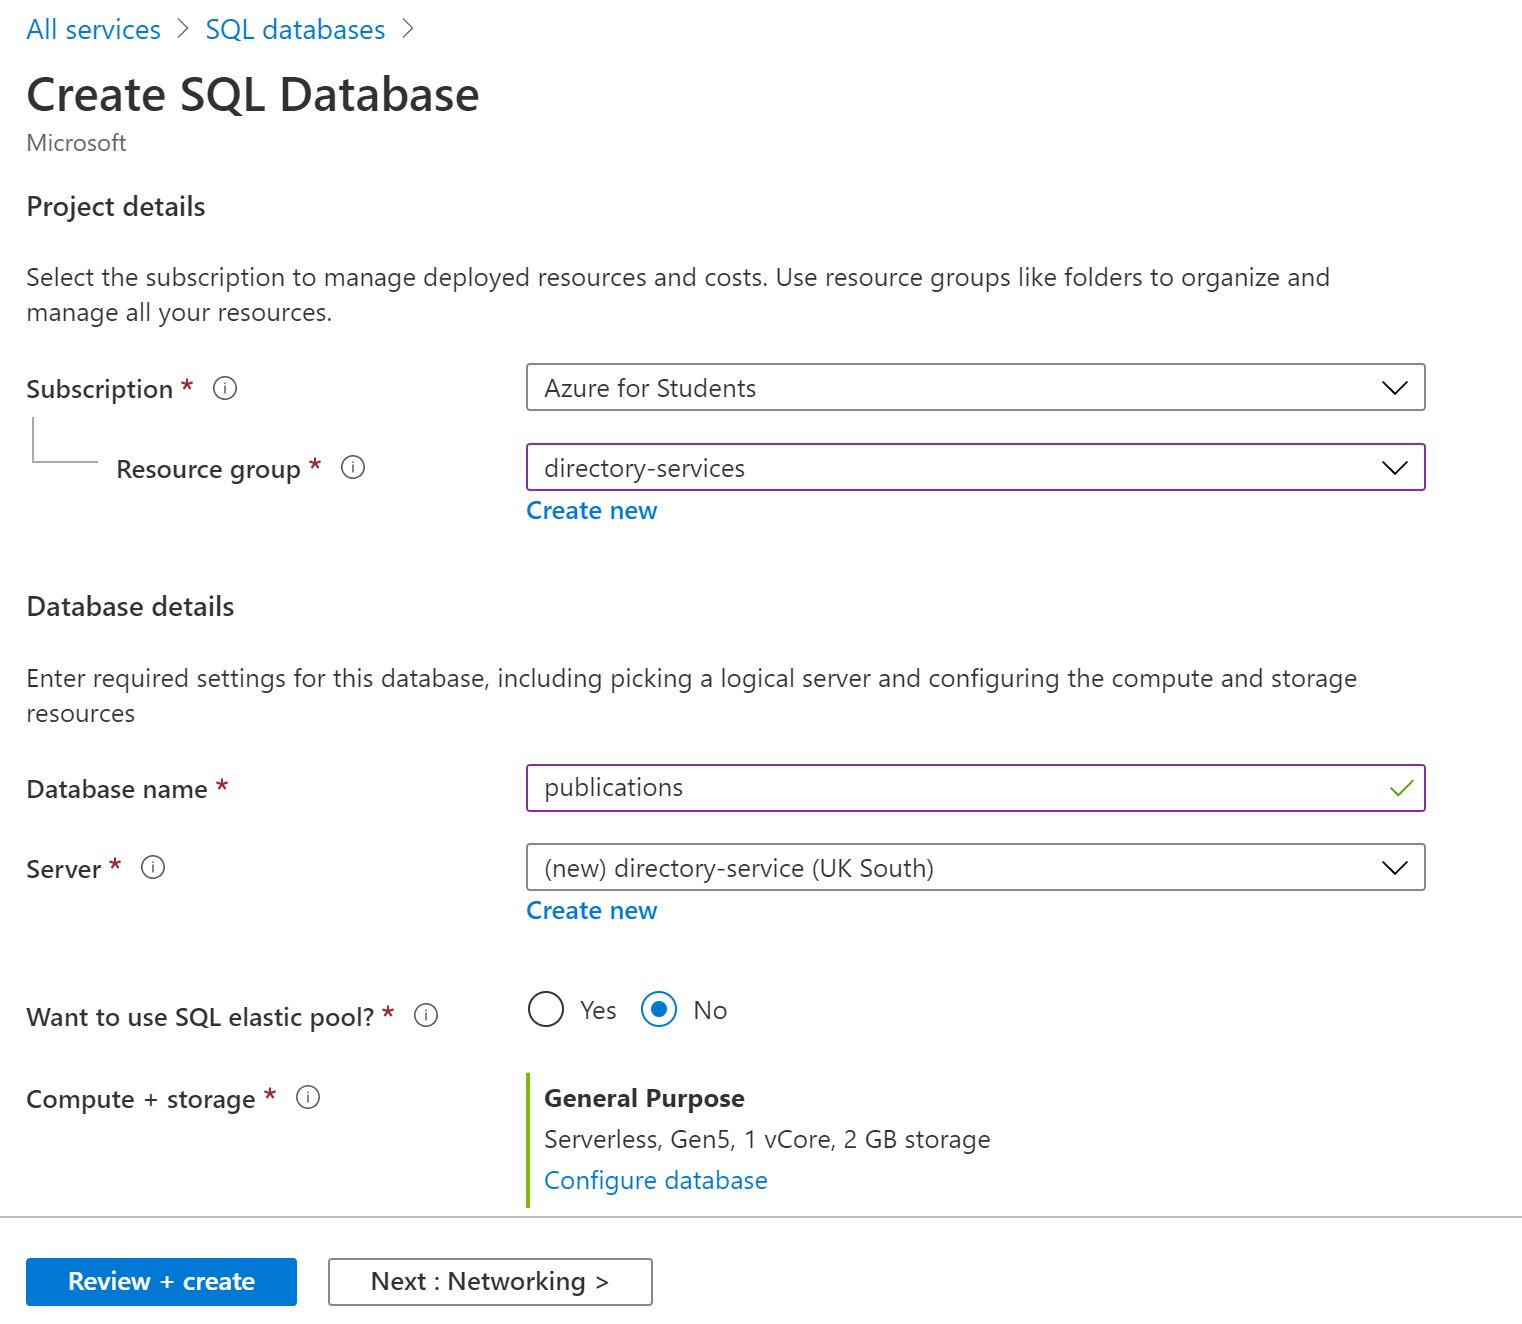 All services > SQL databases >
Create SQL Database
Microsoft
Project details
Select the subscription to manage deployed resources and costs. Use resource groups like folders to organize and
manage all your resources.
Subscription * Azure for Students
Resource group * directory-services
Create new
Database details
Enter required settings for this database, including picking a logical server and configuring the compute and storage
resources
Database name * publications
Server * (new) directory-service (UK South)
Create new
Want to use SQL elastic pool? * Yes No
Compute + storage * General Purpose
Serverless, Gen5, 1 vCore, 2 GB storage
Configure database
Review + create Next : Networking >